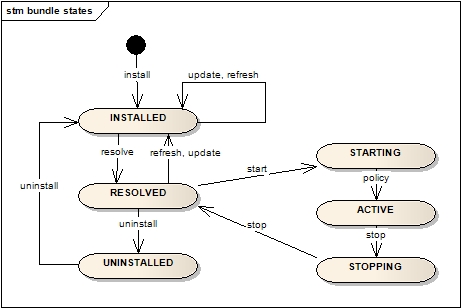 stm bundle states
install
update, refresh
INSTALLED
resolve
refresh, update
STARTING
start
policy
uninstall
RESOLVED
ACTIVE
uninstall
stop
stop
UNINSTALLED
STOPPING